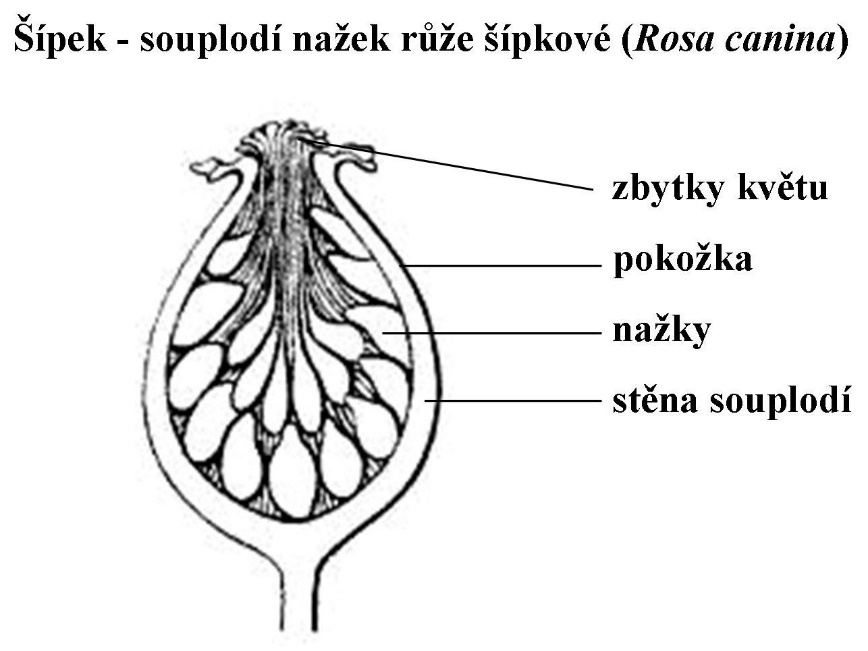 Šípek - souplodí nažek růže šípkové (Rosa canina)
zbytky květu
pokožka
nažky
stěna souplodí